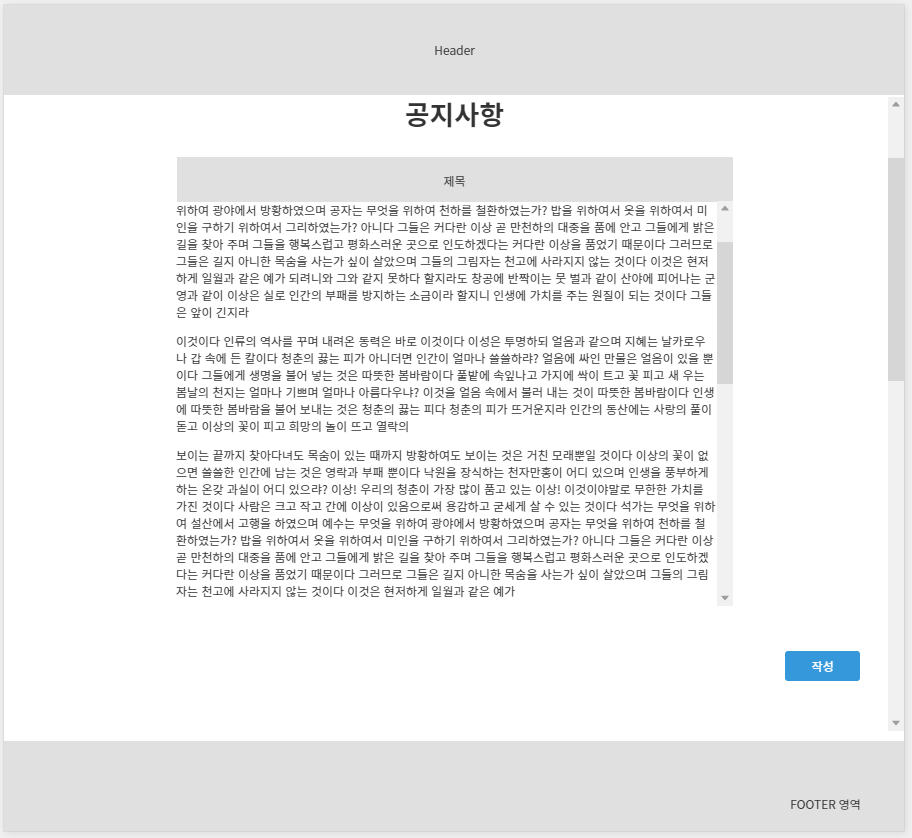 Header
공지사항
제목
위하여 광야에서 방황하였으며 공자는 무엇을 위하여 천하를 철환하였는가? 밥을 위하여서 옷을 위하여서 미
인을 구하기 위하여서 그리하였는가? 아니다 그들은 커다란 이상 곧 만천하의 대중을 품에 안고 그들에게 밝은
길을 찾아 주며 그들을 행복스럽고 평화스러운 곳으로 인도하겠다는 커다란 이상을 품었기 때문이다 그러므로
그들은 길지 아니한 목숨을 사는가 싶이 살았으며 그들의 그림자는 천고에 사라지지 않는 것이다 이것은 현저
하게 일월과 같은 예가 되려니와 그와 같지 못하다 할지라도 창공에 반짝이는 뭇 별과 같이 산야에 피어나는 군
영과 같이 이상은 실로 인간의 부패를 방지하는 소금이라 할지니 인생에 가치를 주는 원질이 되는 것이다 그들
은 앞이 긴지라
이것이다 인류의 역사를 꾸며 내려온 동력은 바로 이것이다 이성은 투명하되 얼음과 같으며 지혜는 날카로우
나 갑 속에 든 칼이다 청춘의 끓는 피가 아니더면 인간이 얼마나 쓸쓸하랴? 얼음에 싸인 만물은 얼음이 있을 뿐
이다 그들에게 생명을 불어 넣는 것은 따뜻한 봄바람이다 풀밭에 속잎나고 가지에 싹이 트고 꽃 피고 새 우는
봄날의 천지는 얼마나 기쁘며 얼마나 아름다우냐? 이것을 얼음 속에서 불러 내는 것이 따뜻한 봄바람이다 인생
에 따뜻한 봄바람을 불어 보내는 것은 청춘의 끓는 피다 청춘의 피가 뜨거운지라 인간의 동산에는 사랑의 풀이
돋고 이상의 꽃이 피고 희망의 놀이 뜨고 열락의
보이는 끝까지 찾아다녀도 목숨이 있는 때까지 방황하여도 보이는 것은 거친 모래뿐일 것이다 이상의 꽃이 없
으면 쓸쓸한 인간에 남는 것은 영락과 부패 뿐이다 낙원을 장식하는 천자만홍이 어디 있으며 인생을 풍부하게
하는 온갖 과실이 어디 있으랴? 이상! 우리의 청춘이 가장 많이 품고 있는 이상! 이것이야말로 무한한 가치를
가진 것이다 사람은 크고 작고 간에 이상이 있음으로써 용감하고 굳세게 살 수 있는 것이다 석가는 무엇을 위하
여 설산에서 고행을 하였으며 예수는 무엇을 위하여 광야에서 방황하였으며 공자는 무엇을 위하여 천하를 철
환하였는가? 밥을 위하여서 옷을 위하여서 미인을 구하기 위하여서 그리하였는가? 아니다 그들은 커다란 이상
곧 만천하의 대중을 품에 안고 그들에게 밝은 길을 찾아 주며 그들을 행복스럽고 평화스러운 곳으로 인도하겠
다는 커다란 이상을 품었기 때문이다 그러므로 그들은 길지 아니한 목숨을 사는가 싶이 살았으며 그들의 그림
자는 천고에 사라지지 않는 것이다 이것은 현저하게 일월과 같은 예가
작성
FOOTER 영역